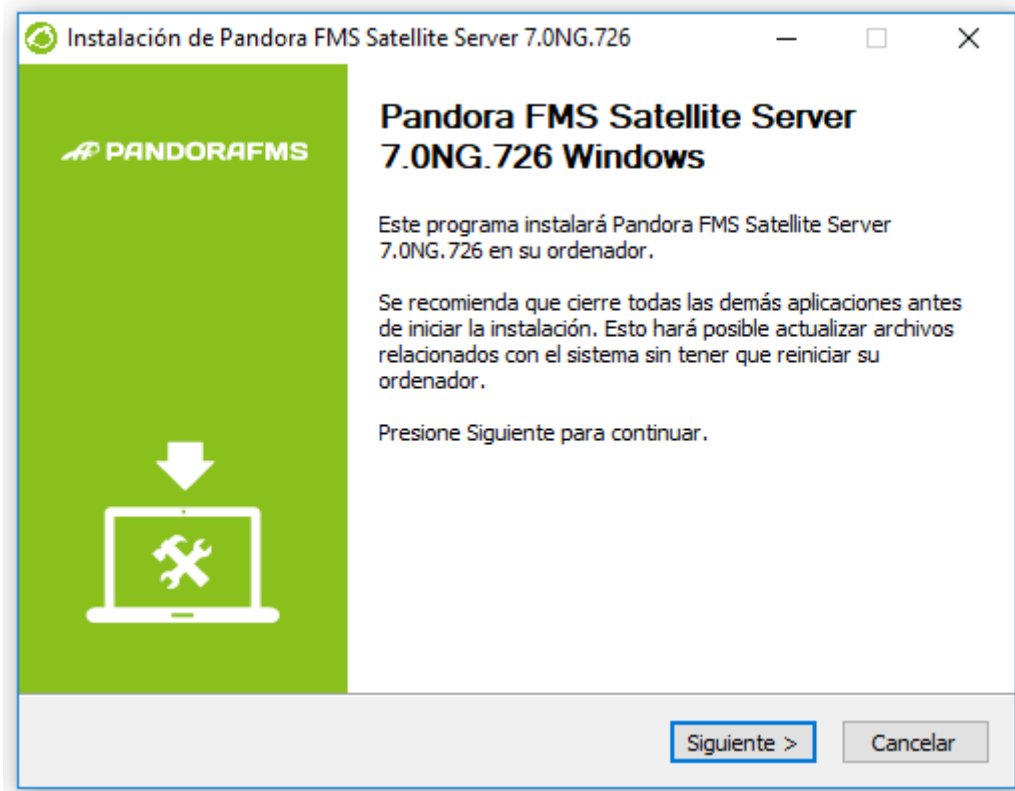 Instalación de Pandora FMS Satellite Server 7.0NG.726
PANDORAFMS
Pandora FMS Satellite Server
7.0NG.726 Windows
Este programa instalará Pandora FMS Satellite Server
7.0NG.726 en su ordenador.
Se recomienda que cierre todas las demás aplicaciones antes
de iniciar la instalación. Esto hará posible actualizar archivos
relacionados con el sistema sin tener que reiniciar su
ordenador.
Presione Siguiente para continuar.
Siguiente >
Cancelar